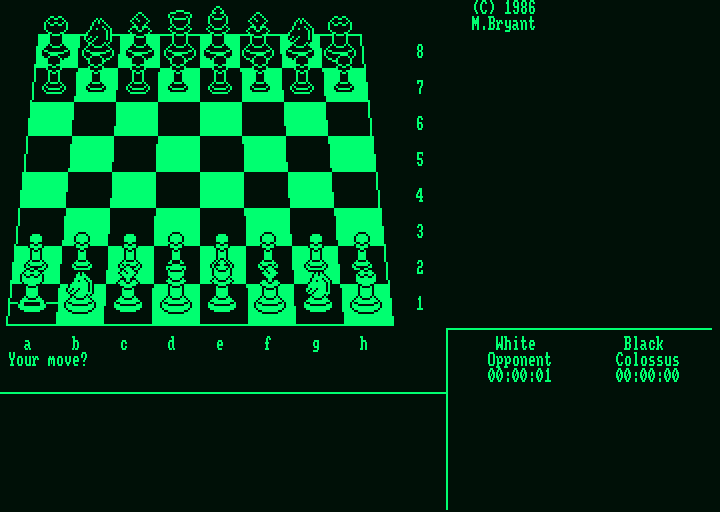 (C) 1986
M.Bryant
8
7
6
5
4
3
2
1
a b c d e f g h
Your move?
White Black
Opponent Colossus
00:00:01 00:00:00